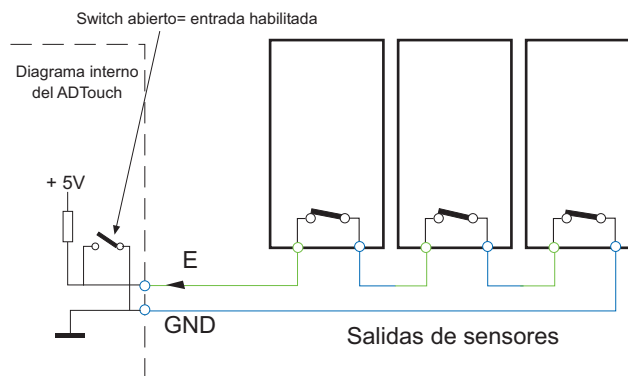 Switch abierto= entrada habilitada
Diagrama interno
del ADTouch
+ 5V
E
GND
Salidas de sensores